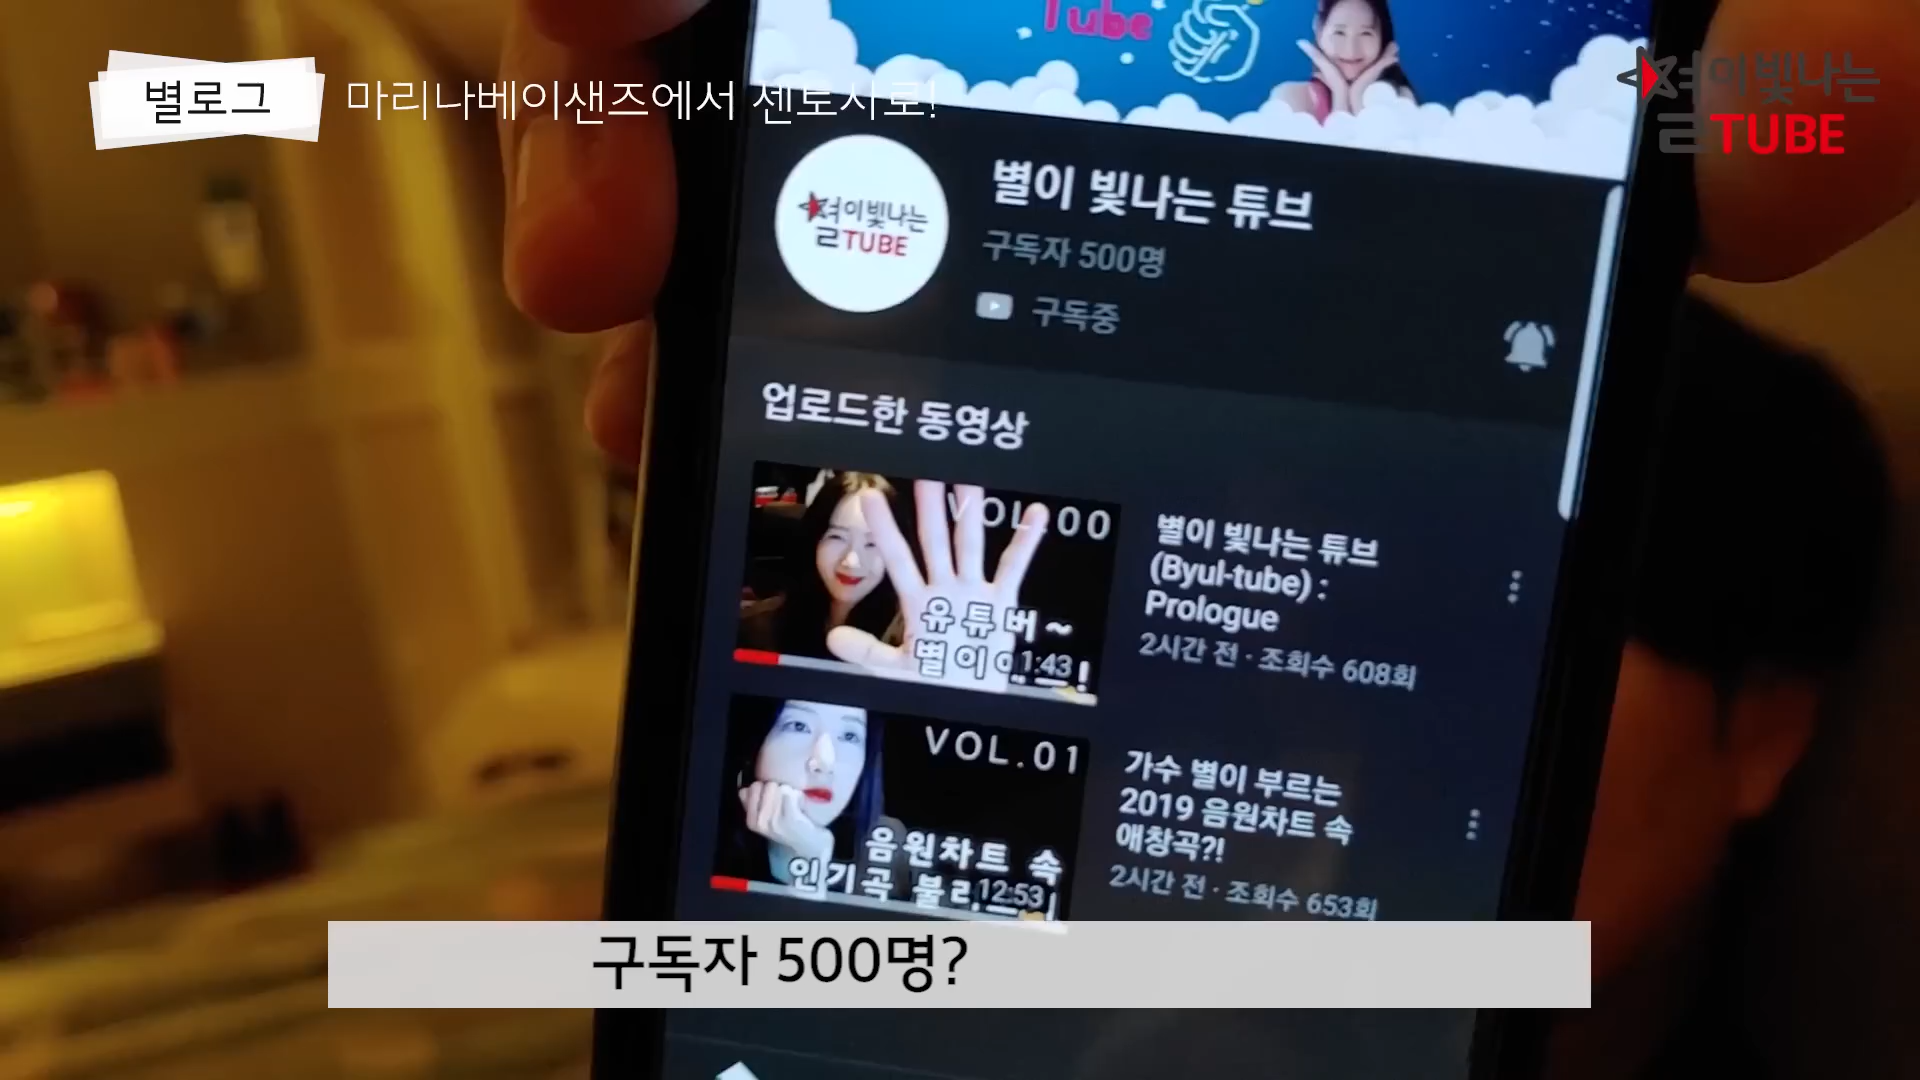 별로그
마리나베이샌즈에서 센토사로!
별이빛나는
TUBE
Tube
별이빛나는
TUBE
별이 빛나는 튜브
구독자 500명
구독중
업로드한 동영상
VOL.00
유튜버~
1:43
별이 빛나는 튜브
(Byul-tube) :
Prologue
2시간 전 · 조회수 608회
VOL.01
음원차트 속
인기곡
12:53
가수 별이 부르는
2019 음원차트 속
애창곡?!
2시간 전 · 조회수 653회
구독자 500명?